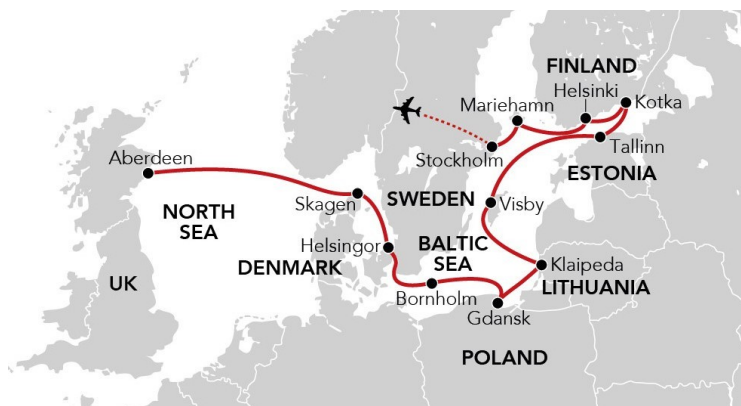 FINLAND
Helsinki
Mariehamn
Kotka
Stockholm
Tallinn
ESTONIA
Aberdeen
NORTH
SEA
Skagen
SWEDEN
Visby
Helsingor
DENMARK
BALTIC
SEA
Klaipeda
LITHUANIA
UK
Bornholm
Gdansk
POLAND